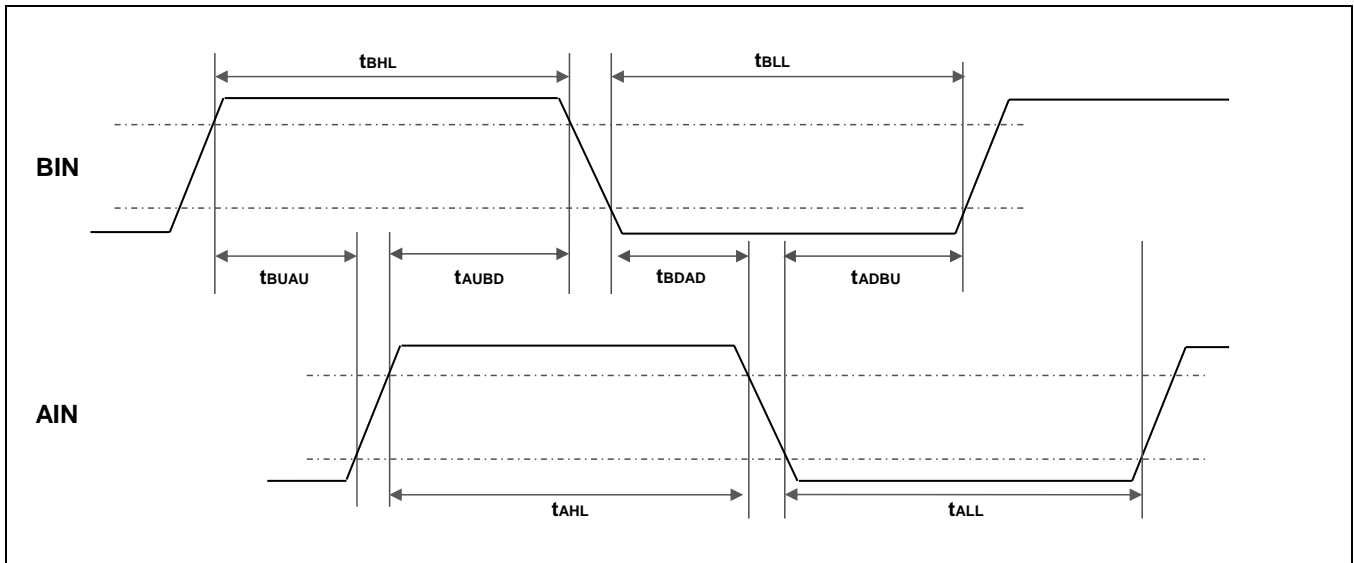 tBHL
tBLL
BIN
tBUAU
tAUBD
tBDAD
tADBU
AIN
tAHL
tALL